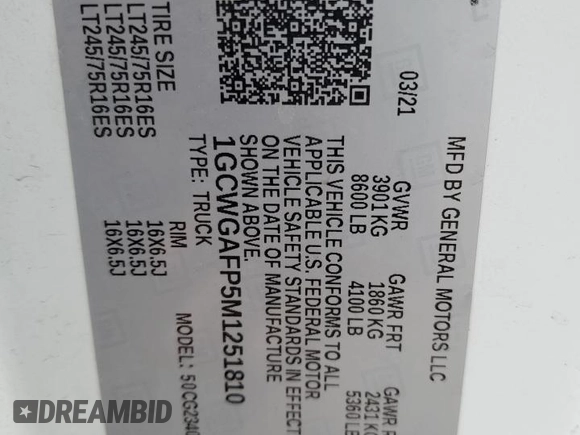 MFD BY GENERAL MOTORS LLC
03/21
GVWR GAWR FRT GAWR
3901 KG 1860 KG 2431
8600 LB 4100 LB 5360 LB
THIS VEHICLE CONFORMS TO ALL
APPLICABLE U.S. FEDERAL MOTOR
VEHICLE SAFETY STANDARDS IN EFFECT
ON THE DATE OF MANUFACTURE
SHOWN ABOVE.
1GCWGAFP5M1251810
TYPE: TRUCK MODEL:
TIRE SIZE RIM
LT245/75R16ES 16X6.5J
LT245/75R16ES 16X6.5J
LT245/75R16ES 16X6.5J
DREAMBID